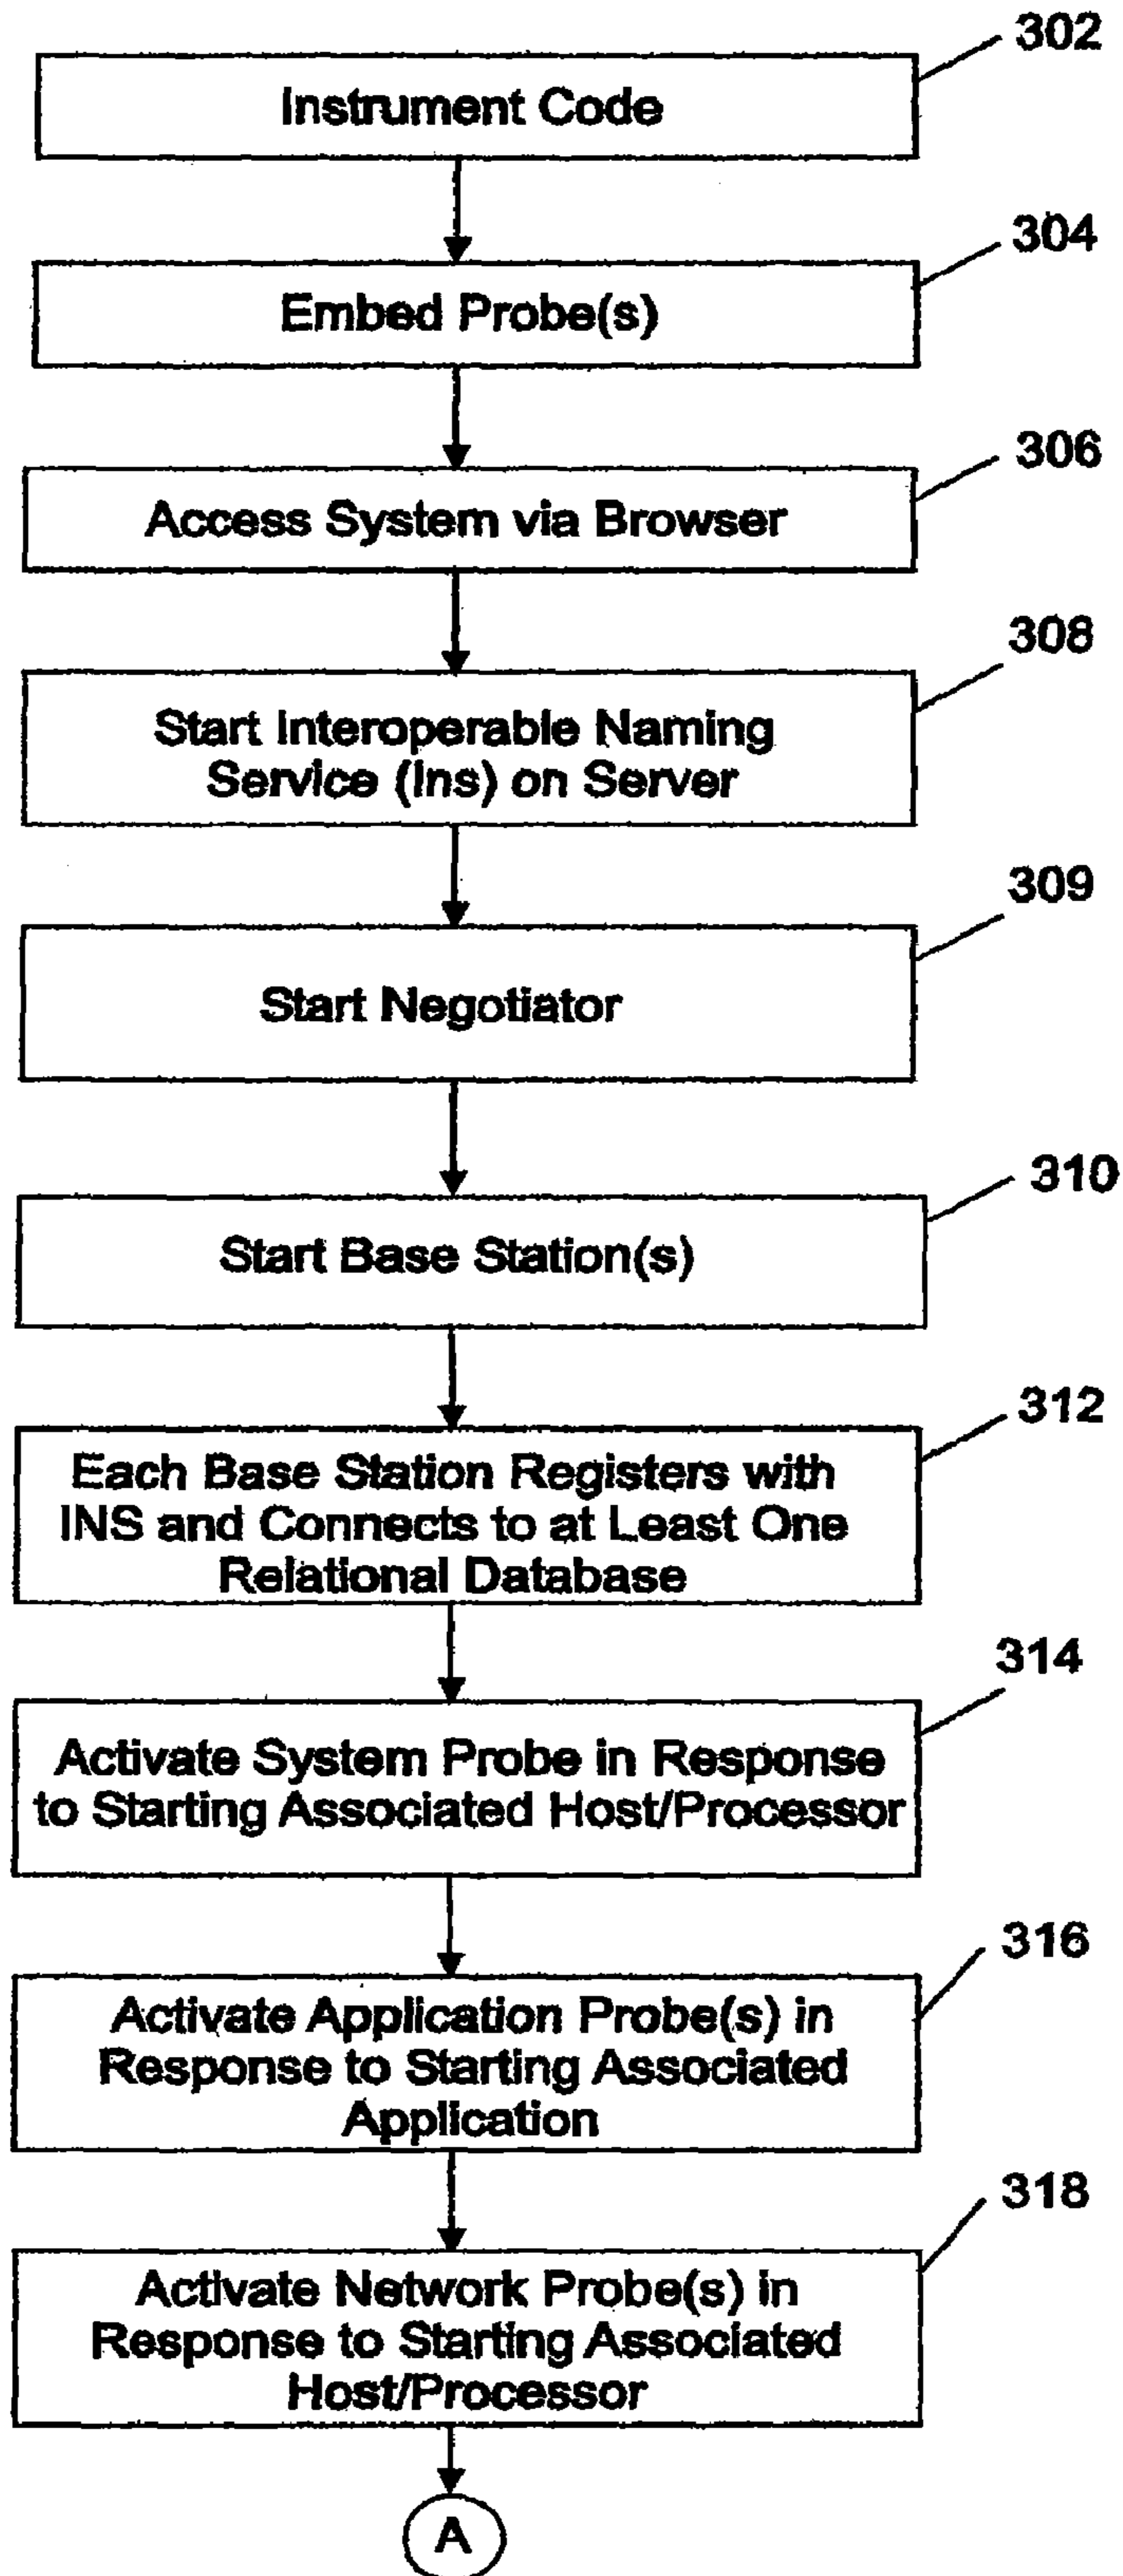 302
Instrument Code
304
Embed Probe(s)
306
Access System via Browser
308
Start Interoperable Naming
Service (Ins) on Server
309
Start Negotiator
310
Start Base Station(s)
312
Each Base Station Registers with
INS and Connects to at Least One
Relational Database
314
Activate System Probe in Response
to Starting Associated Host/Processor
316
Activate Application Probe(s) in
Response to Starting Associated
Application
318
Activate Network Probe(s) in
Response to Starting Associated
Host/Processor
A